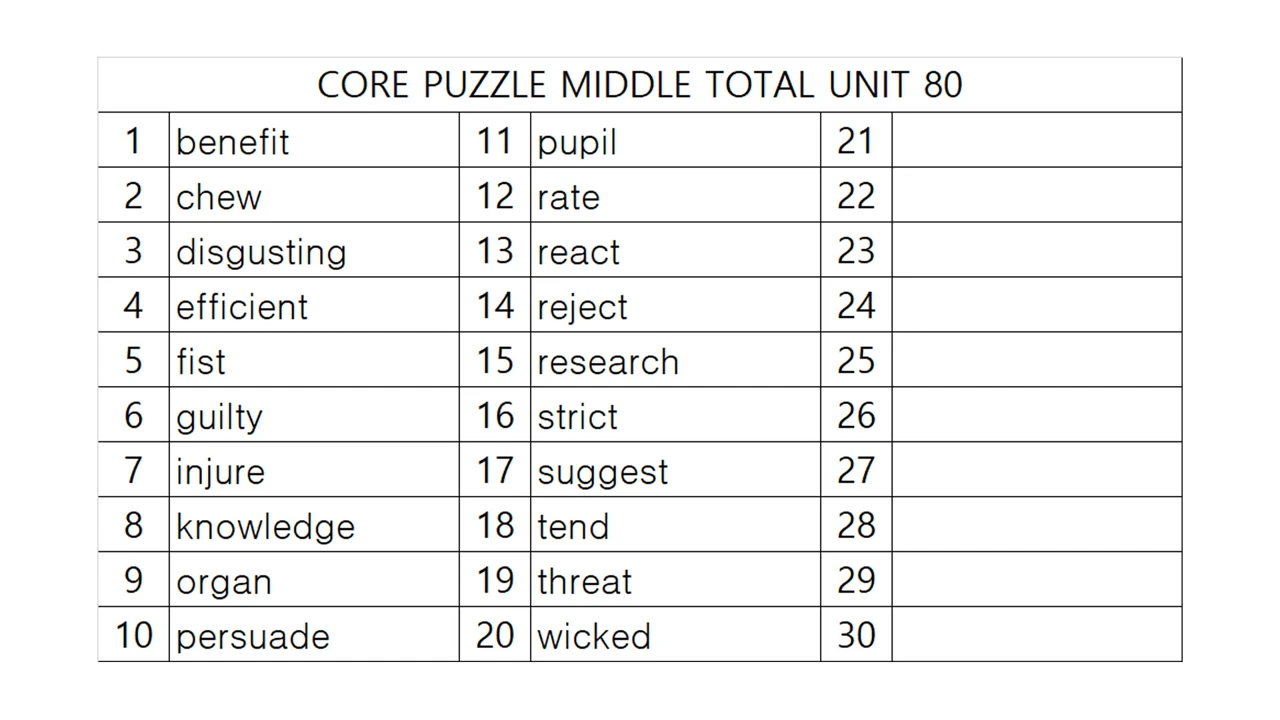 CORE PUZZLE MIDDLE TOTAL UNIT 80
1 benefit 11 pupil 21
2 chew 12 rate 22
3 disgusting 13 react 23
4 efficient 14 reject 24
5 fist 15 research 25
6 guilty 16 strict 26
7 injure 17 suggest 27
8 knowledge 18 tend 28
9 organ 19 threat 29
10 persuade 20 wicked 30